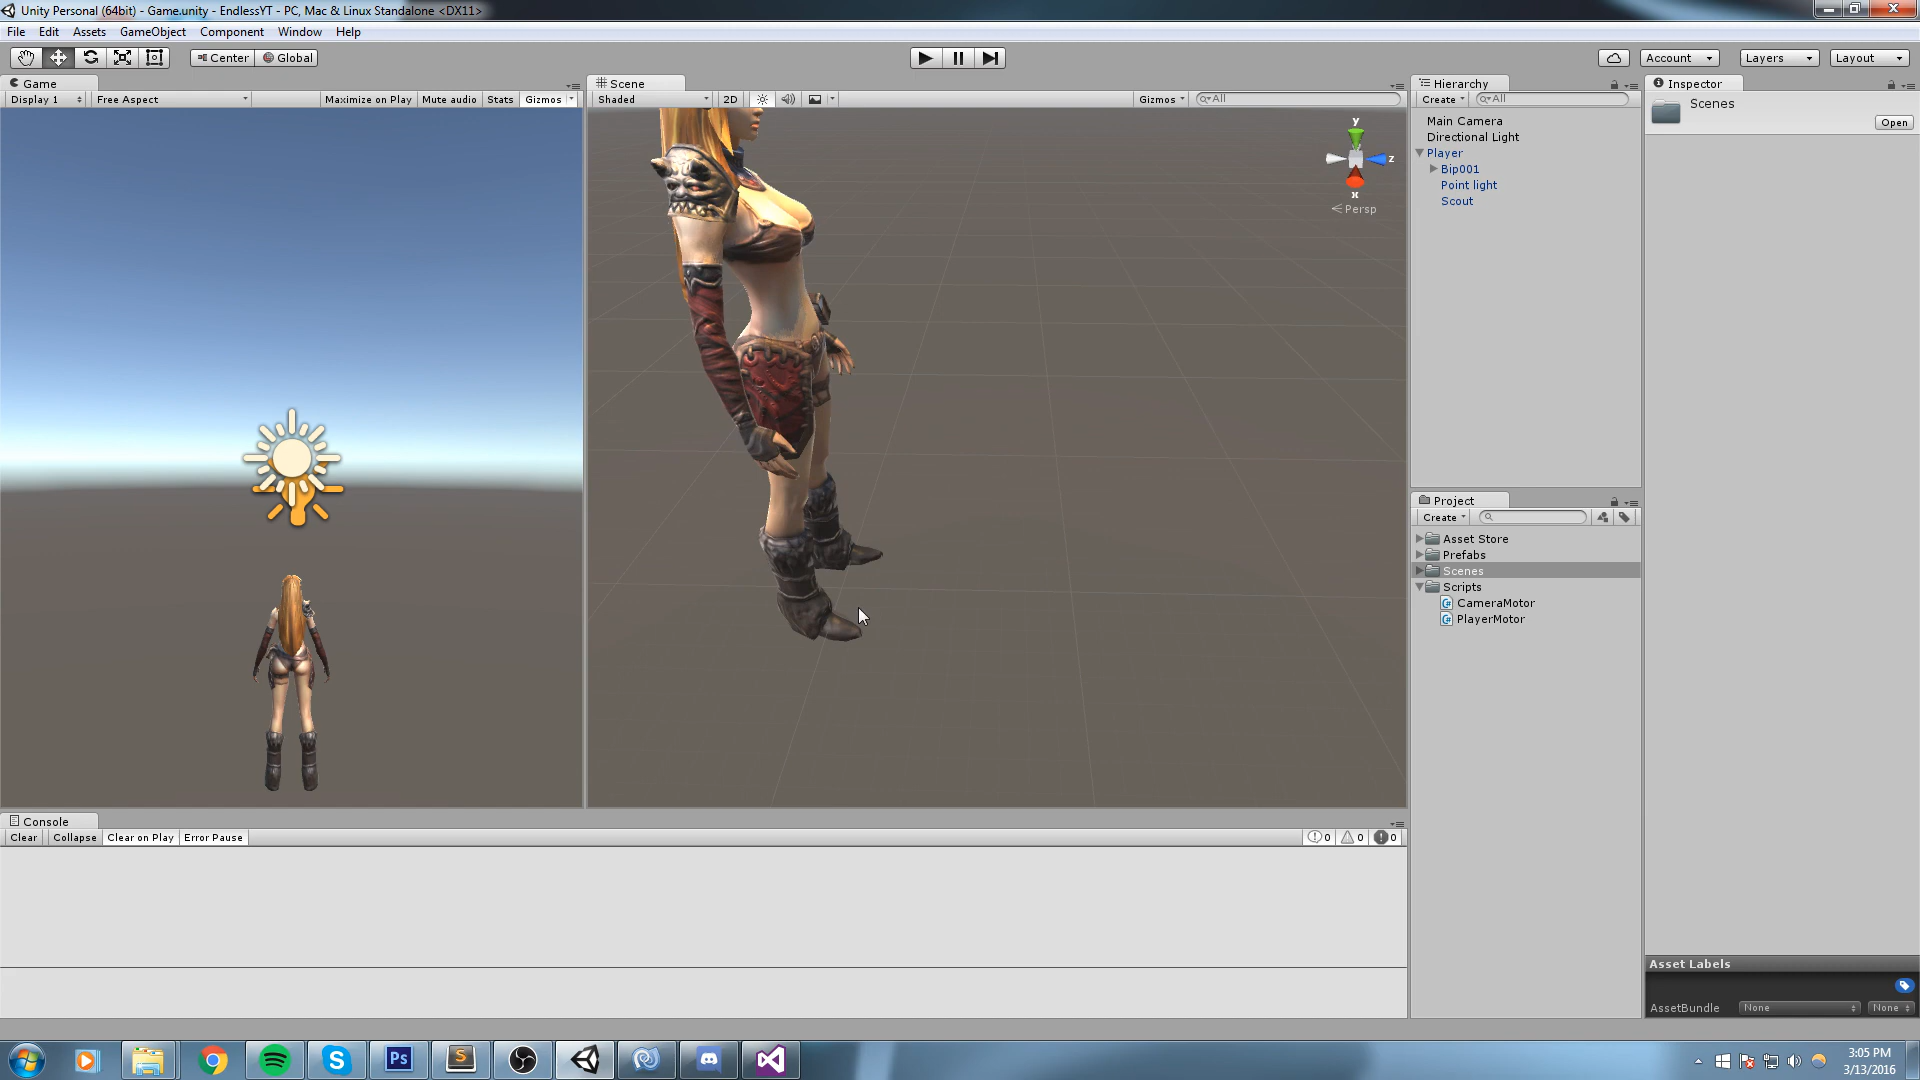 Unity Personal (64bit) - Game.unity - EndlessYT - PC, Mac & Linux Standalone <DX11>
File Edit Assets GameObject Component Window Help
Center Global Account Layers Layout
Game
Display 1 Free Aspect Maximize on Play Mute audio Stats Gizmos
Scene
Shaded 2D Gizmos All
y
z
x
Persp
Hierarchy
Create All
Main Camera
Directional Light
Player
Bip001
Point light
Scout
Inspector
Scenes
Open
Project
Create
Asset Store
Prefabs
Scenes
Scripts
CameraMotor
PlayerMotor
Console
Clear Collapse Clear on Play Error Pause 0 0 0
Asset Labels
AssetBundle None None
Ps S
3:05 PM
3/13/2016